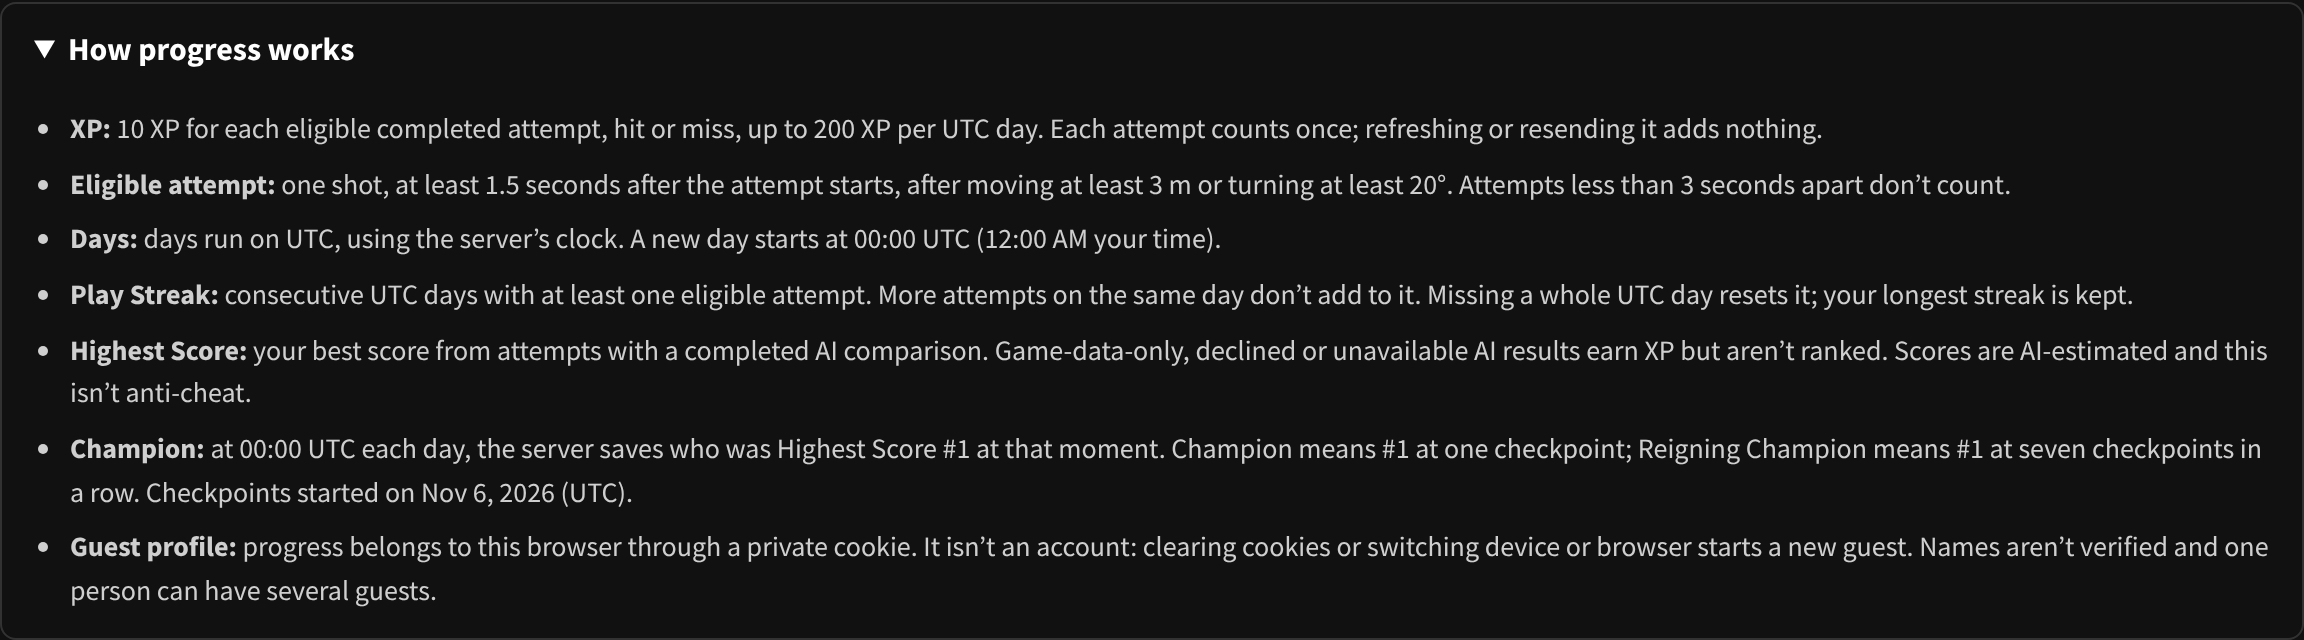 ▼ How progress works
• XP: 10 XP for each eligible completed attempt, hit or miss, up to 200 XP per UTC day. Each attempt counts once; refreshing or resending it adds nothing.
• Eligible attempt: one shot, at least 1.5 seconds after the attempt starts, after moving at least 3 m or turning at least 20°. Attempts less than 3 seconds apart don’t count.
• Days: days run on UTC, using the server’s clock. A new day starts at 00:00 UTC (12:00 AM your time).
• Play Streak: consecutive UTC days with at least one eligible attempt. More attempts on the same day don’t add to it. Missing a whole UTC day resets it; your longest streak is kept.
• Highest Score: your best score from attempts with a completed AI comparison. Game-data-only, declined or unavailable AI results earn XP but aren’t ranked. Scores are AI-estimated and this
isn’t anti-cheat.
• Champion: at 00:00 UTC each day, the server saves who was Highest Score #1 at that moment. Champion means #1 at one checkpoint; Reigning Champion means #1 at seven checkpoints in
a row. Checkpoints started on Nov 6, 2026 (UTC).
• Guest profile: progress belongs to this browser through a private cookie. It isn’t an account: clearing cookies or switching device or browser starts a new guest. Names aren’t verified and one
person can have several guests.